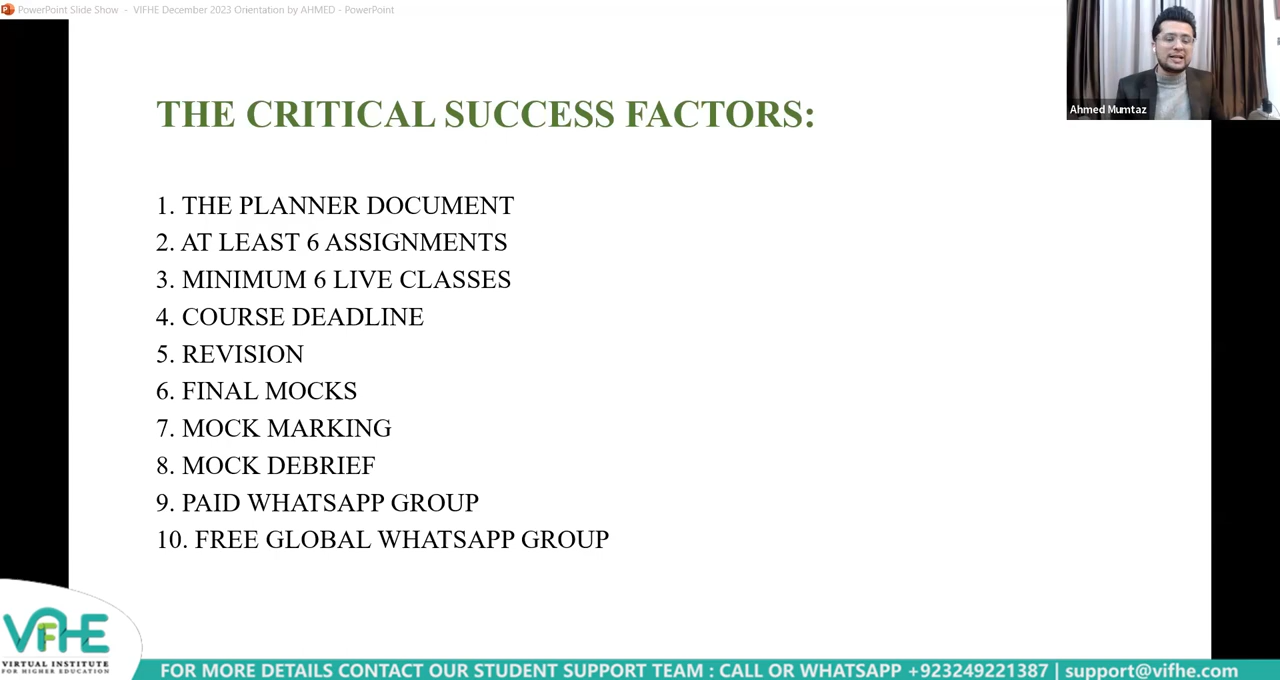 PowerPoint Slide Show - VIFHE December 2023 Orientation by AHMED - PowerPoint
Ahmed Mumtaz
THE CRITICAL SUCCESS FACTORS:
1. THE PLANNER DOCUMENT
2. AT LEAST 6 ASSIGNMENTS
3. MINIMUM 6 LIVE CLASSES
4. COURSE DEADLINE
5. REVISION
6. FINAL MOCKS
7. MOCK MARKING
8. MOCK DEBRIEF
9. PAID WHATSAPP GROUP
10. FREE GLOBAL WHATSAPP GROUP
VIFHE
VIRTUAL INSTITUTE
FOR HIGHER EDUCATION
FOR MORE DETAILS CONTACT OUR STUDENT SUPPORT TEAM : CALL OR WHATSAPP +923249221387 | support@vifhe.com